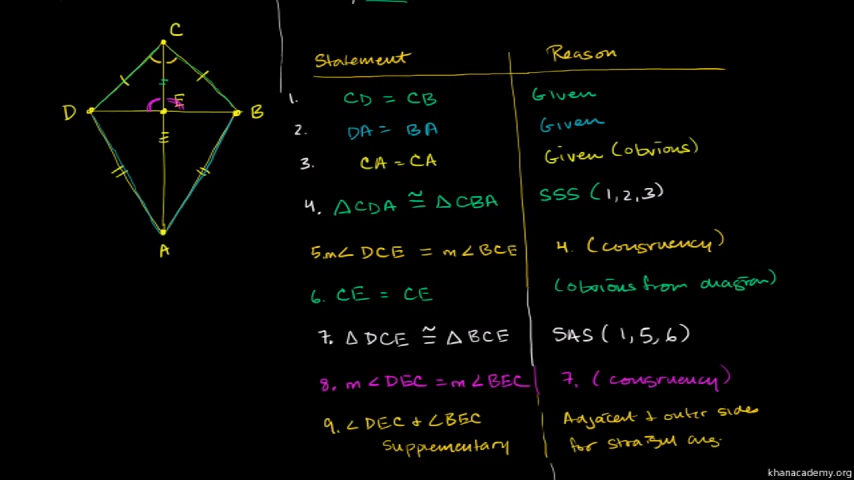 C
D
E
B
A
Statement
Reason
1. CD = CB
Given
2. DA = BA
Given
3. CA = CA
Given (obvious)
4. △CDA ≅ △CBA
SSS (1,2,3)
5. m∠DCE = m∠BCE
4. (congruency)
6. CE = CE
(obvious from diagram)
7. △DCE ≅ △BCE
SAS (1,5,6)
8. m∠DEC = m∠BEC
7. (congruency)
9. ∠DEC + ∠BEC
Supplementary
Adjacent + outer sides
for straight ang.
khanacademy.org